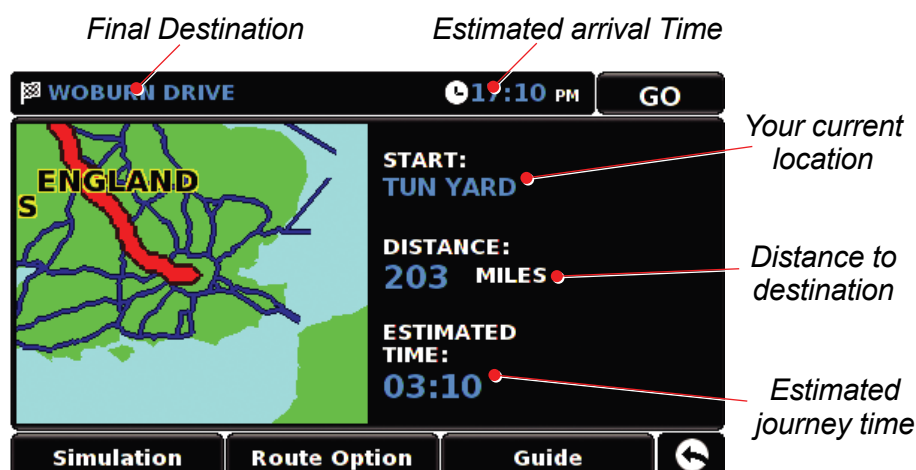 Final Destination
Estimated arrival Time
WOBURN DRIVE
17:10 PM
GO
ENGLAND
S
START:
TUN YARD
DISTANCE:
203 MILES
ESTIMATED
TIME:
03:10
Your current
location
Distance to
destination
Estimated
journey time
Simulation
Route Option
Guide